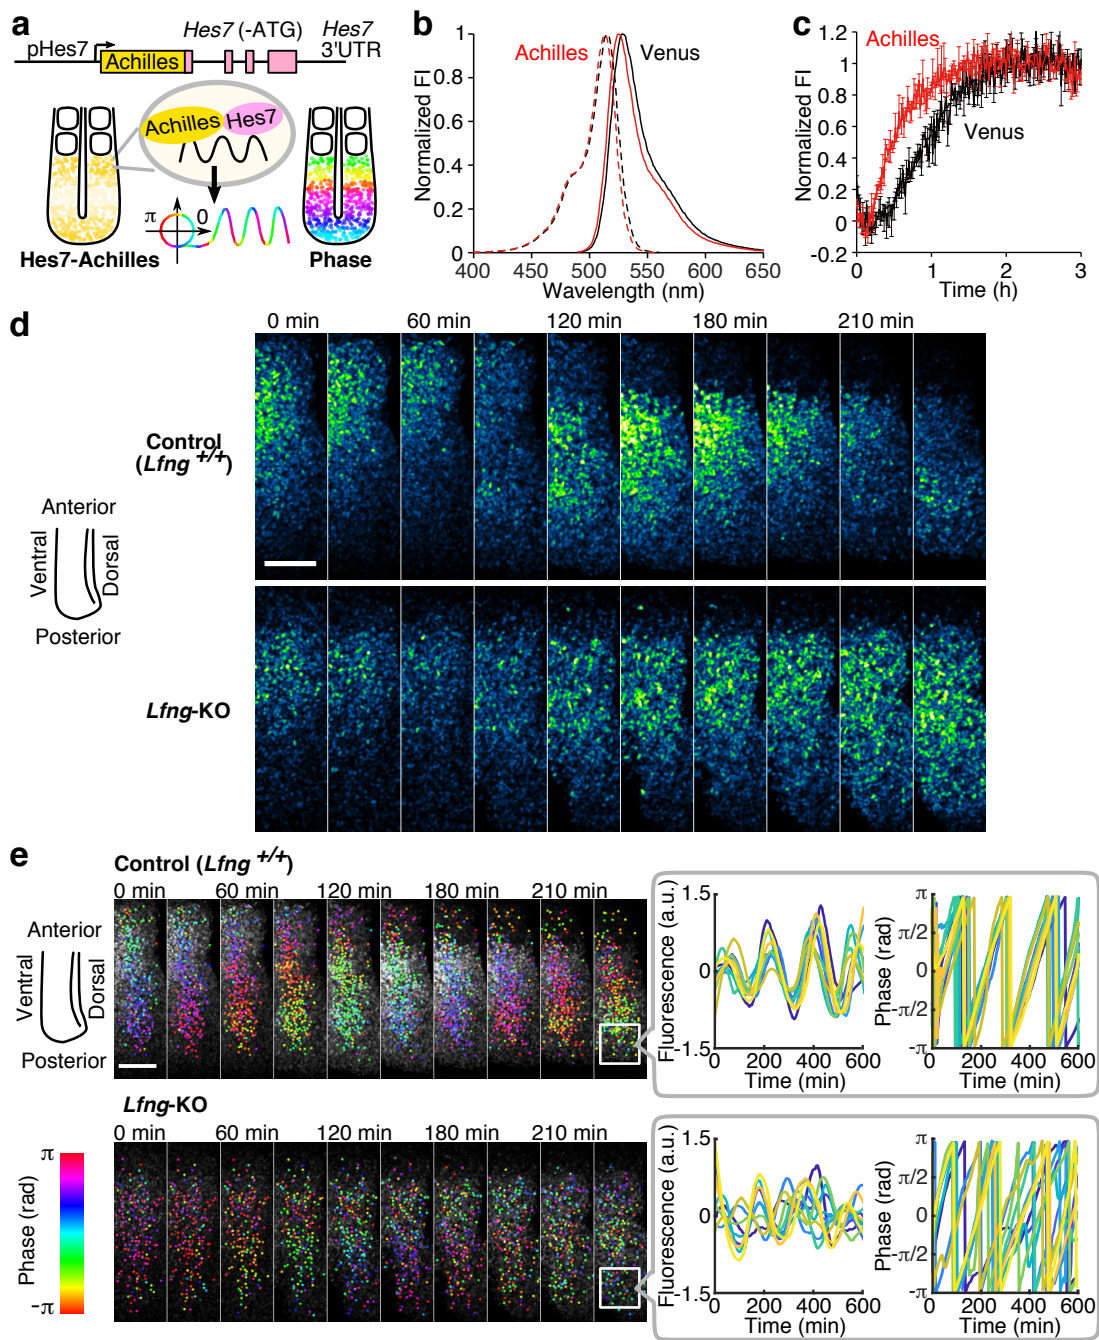 a
pHes7
Hes7 (-ATG)
Hes7
3'UTR
Achilles
Achilles
Hes7
π
0
Hes7-Achilles
Phase
b
Normalized FI
1
0.8
0.6
0.4
0.2
0
Achilles
Venus
400
450
500
550
600
650
Wavelength (nm)
c
Normalized FI
1.2
1
0.8
0.6
0.4
0.2
0
-0.2
Achilles
Venus
0
1
2
3
Time (h)
d
0 min
60 min
120 min
180 min
210 min
Control
(Lfng +/+)
Anterior
Ventral
Dorsal
Posterior
Lfng-KO
e
Control (Lfng +/+)
0 min
60 min
120 min
180 min
210 min
Anterior
Ventral
Dorsal
Posterior
Fluorescence (a.u.)
1.5
0
-1.5
0
200
400
600
Time (min)
Phase (rad)
π
π/2
0
-π/2
-π
0
200
400
600
Time (min)
Lfng-KO
0 min
60 min
120 min
180 min
210 min
Phase (rad)
π
-π
Fluorescence (a.u.)
1.5
0
-1.5
0
200
400
600
Time (min)
Phase (rad)
π
π/2
0
-π/2
-π
0
200
400
600
Time (min)